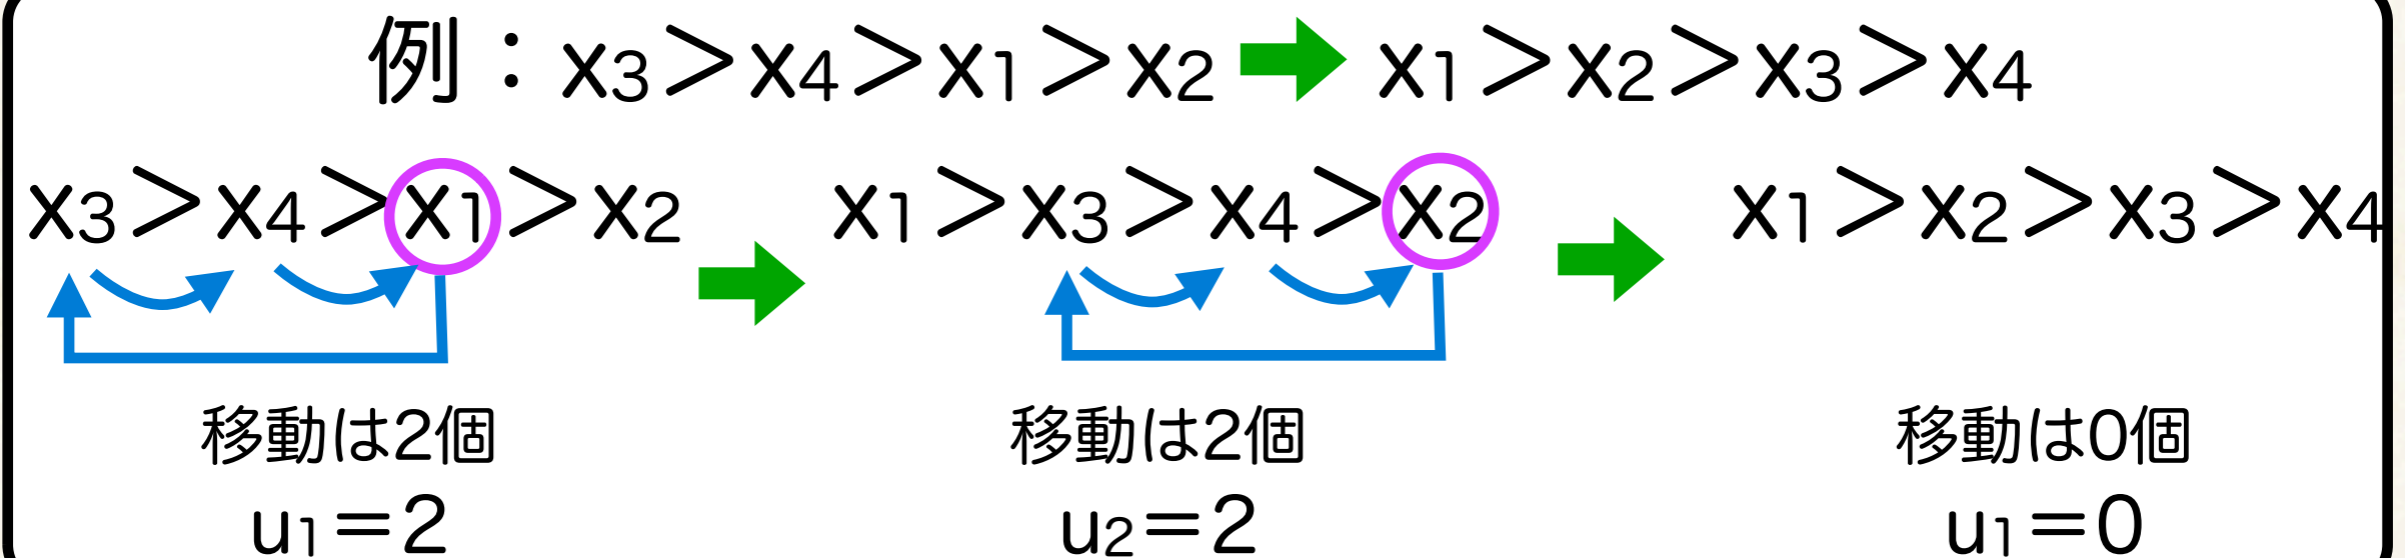 例：x₃＞x₄＞x₁＞x₂ x₁＞x₂＞x₃＞x₄
x₃＞x₄＞x₁＞x₂ x₁＞x₃＞x₄＞x₂ x₁＞x₂＞x₃＞x₄
移動は2個 移動は2個 移動は0個
u₁＝2 u₂＝2 u₁＝0